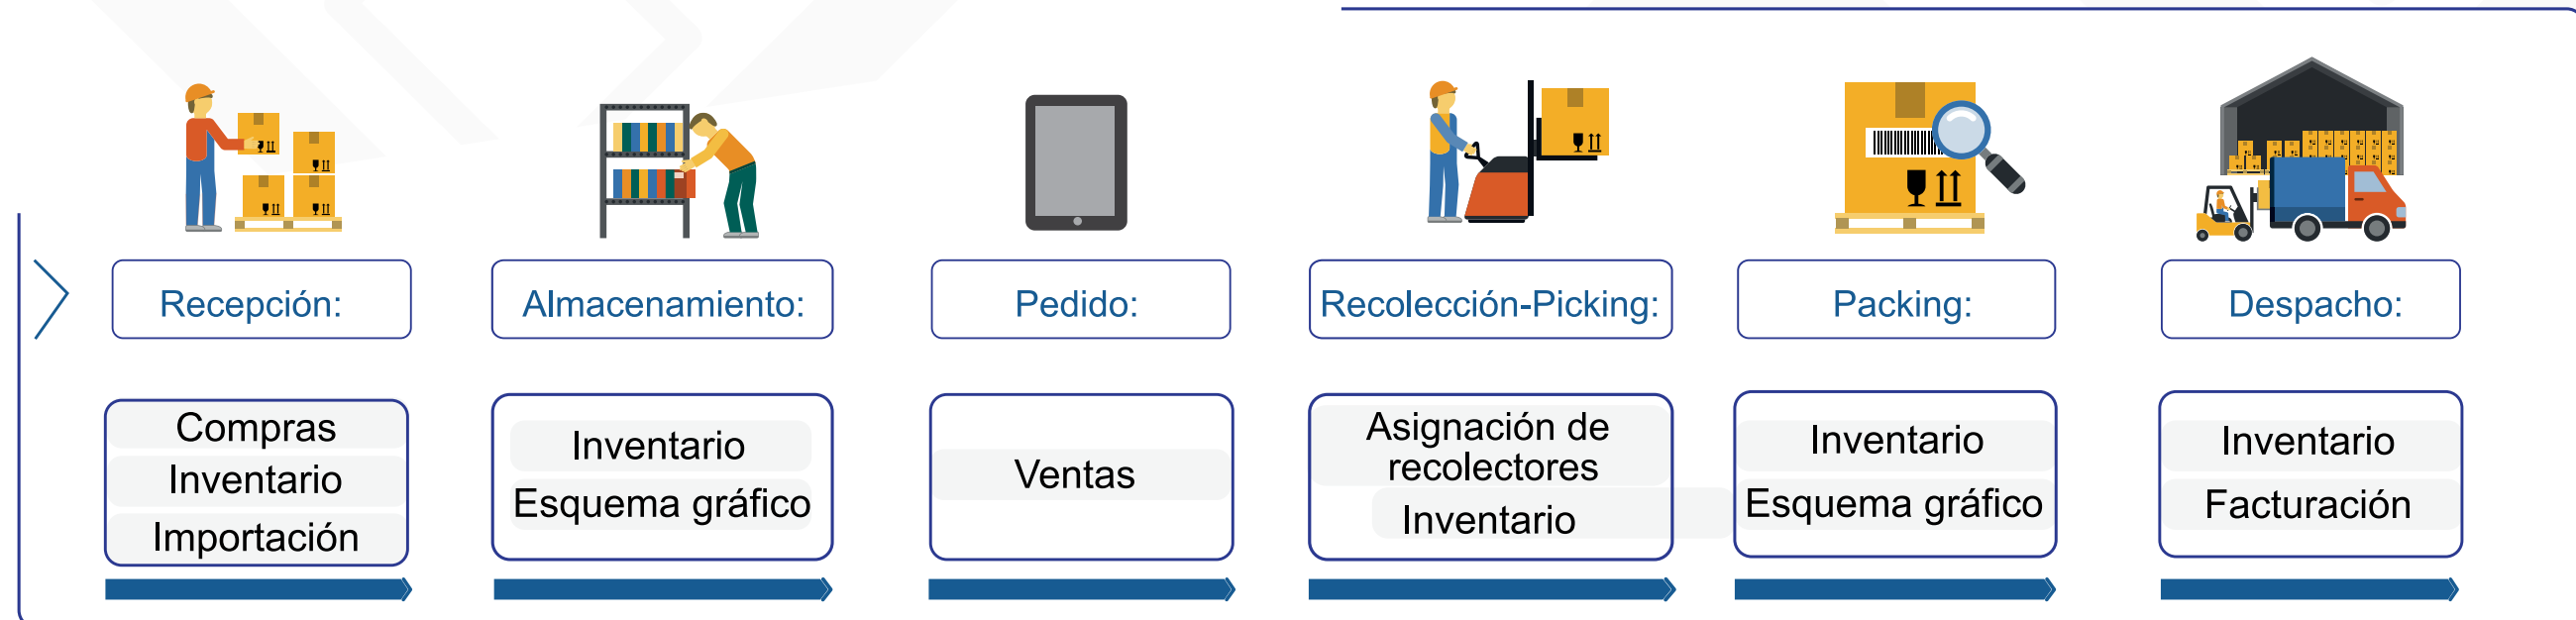 Recepción:
Almacenamiento:
Pedido:
Recolección-Picking:
Packing:
Despacho:
Compras
Inventario
Importación
Inventario
Esquema gráfico
Ventas
Asignación de
recolectores
Inventario
Inventario
Esquema gráfico
Inventario
Facturación